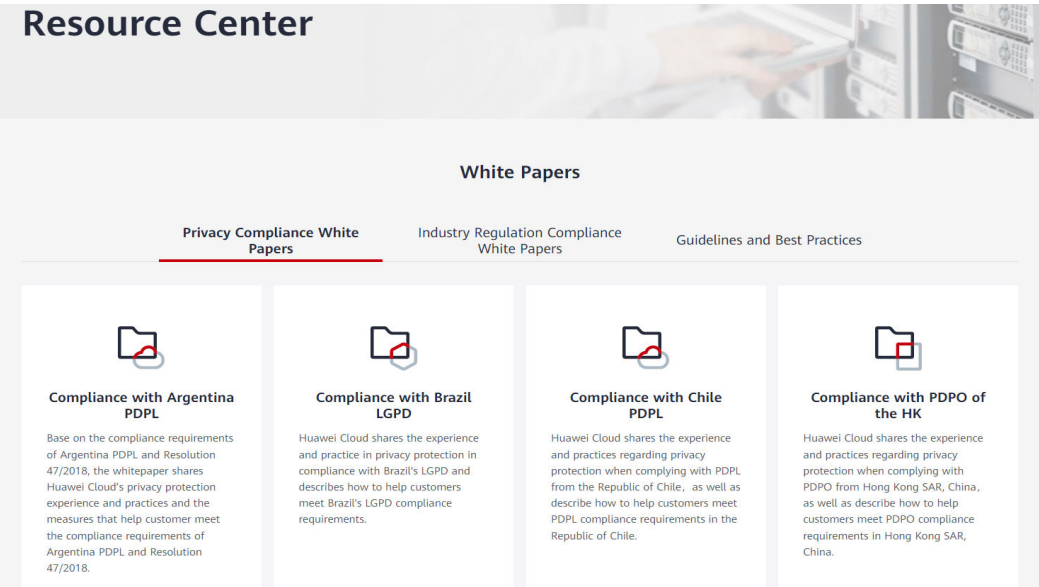 Resource Center
White Papers
Privacy Compliance White
Papers
Industry Regulation Compliance
White Papers
Guidelines and Best Practices
Compliance with Argentina
PDPL
Base on the compliance requirements
of Argentina PDPL and Resolution
47/2018, the whitepaper shares
Huawei Cloud's privacy protection
experience and practices and the
measures that help customer meet
the compliance requirements of
Argentina PDPL and Resolution
47/2018.
Compliance with Brazil
LGPD
Huawei Cloud shares the experience
and practice in privacy protection in
compliance with Brazil's LGPD and
describes how to help customers
meet Brazil's LGPD compliance
requirements.
Compliance with Chile
PDPL
Huawei Cloud shares the experience
and practices regarding privacy
protection when complying with PDPL
from the Republic of Chile, as well as
describe how to help customers meet
PDPL compliance requirements in the
Republic of Chile.
Compliance with PDPO of
the HK
Huawei Cloud shares the experience
and practices regarding privacy
protection when complying with
PDPO from Hong Kong SAR, China,
as well as describe how to help
customers meet PDPO compliance
requirements in Hong Kong SAR,
China.